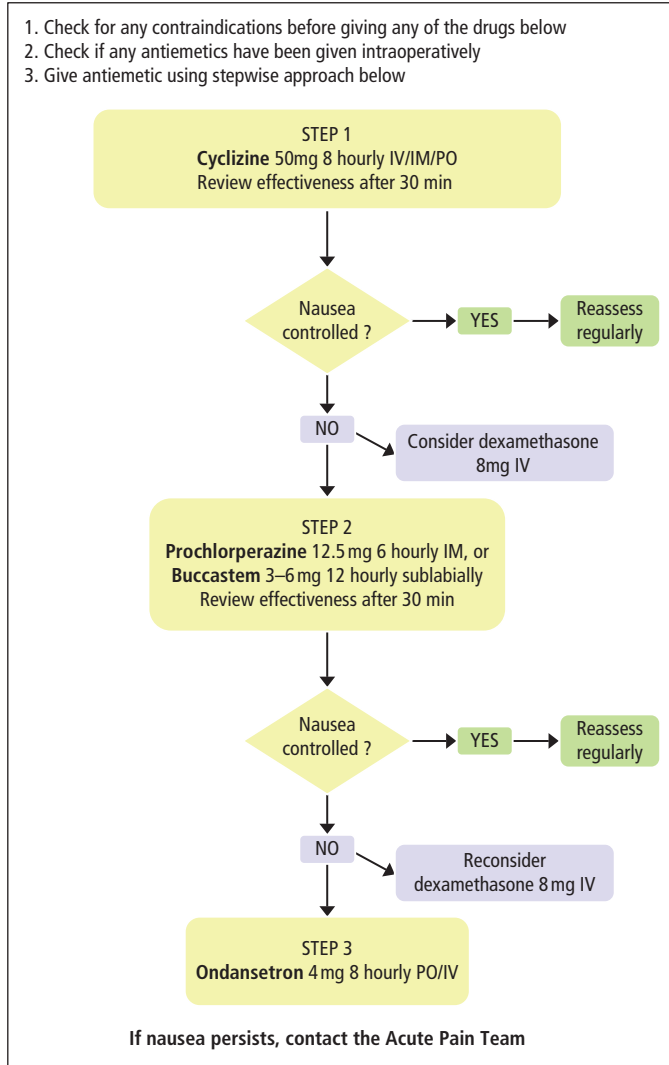 1. Check for any contraindications before giving any of the drugs below
2. Check if any antiemetics have been given intraoperatively
3. Give antiemetic using stepwise approach below
STEP 1
Cyclizine 50mg 8 hourly IV/IM/PO
Review effectiveness after 30 min
Nausea
controlled ?
YES
Reassess
regularly
NO
Consider dexamethasone
8mg IV
STEP 2
Prochlorperazine 12.5 mg 6 hourly IM, or
Buccastem 3–6 mg 12 hourly sublabially
Review effectiveness after 30 min
Nausea
controlled ?
YES
Reassess
regularly
NO
Reconsider
dexamethasone 8 mg IV
STEP 3
Ondansetron 4 mg 8 hourly PO/IV
If nausea persists, contact the Acute Pain Team